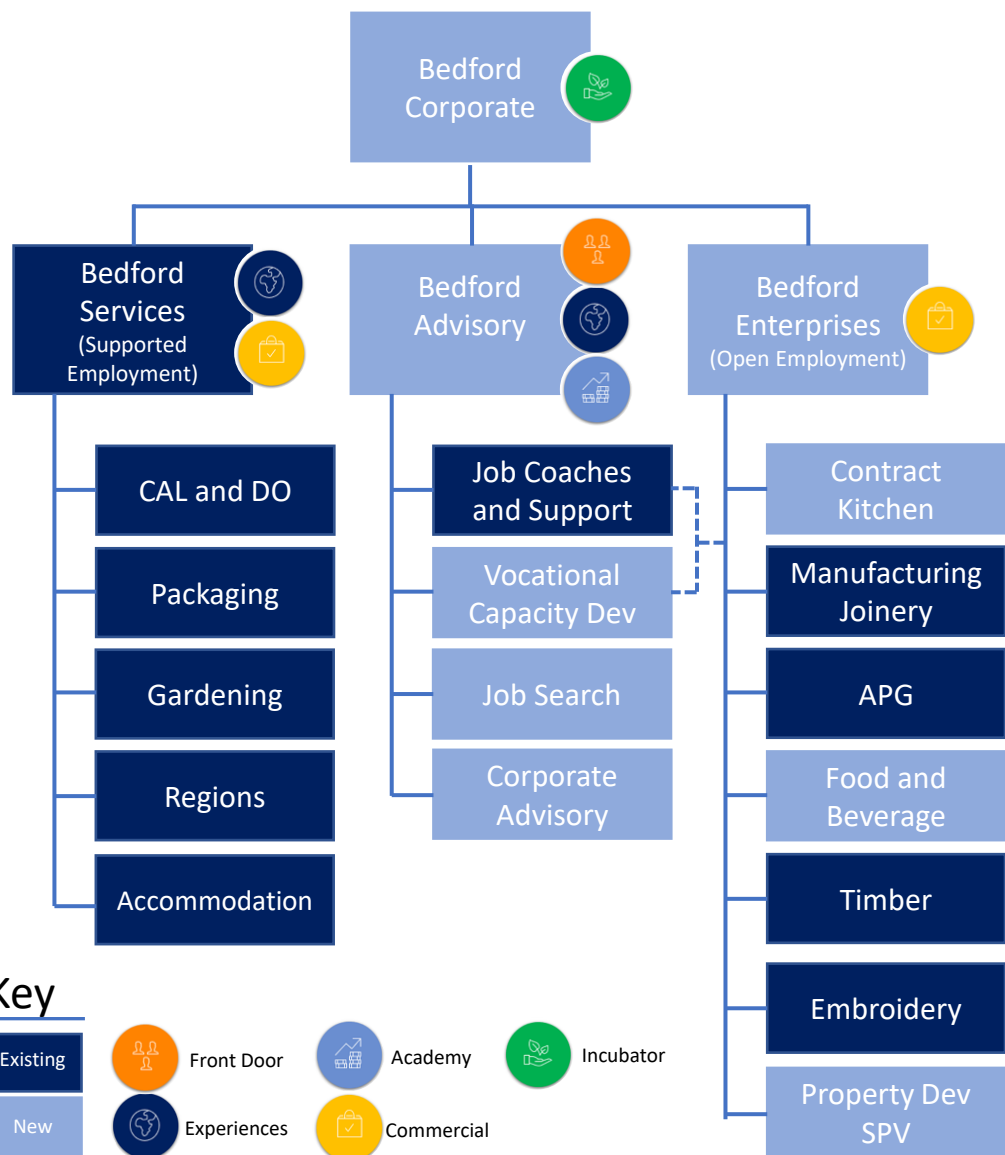 Bedford
Corporate
Bedford
Services
(Supported
Employment)
Bedford
Advisory
Bedford
Enterprises
(Open Employment)
CAL and DO
Packaging
Gardening
Regions
Accommodation
Job Coaches
and Support
Vocational
Capacity Dev
Job Search
Corporate
Advisory
Contract
Kitchen
Manufacturing
Joinery
APG
Food and
Beverage
Timber
Embroidery
Property Dev
SPV
Key
Existing
New
Front Door
Academy
Incubator
Experiences
Commercial